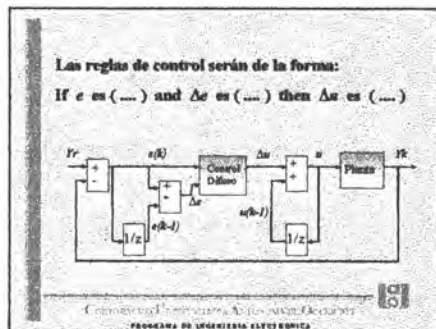 Las reglas de control serán de la forma:
If e es (....) and Δe es (....) then Δu es (....)
Yr
+
-
e(k)
+
-
Δe
Control
Difuso
Δu
+
+
u
Planta
Yk
1/z
e(k-1)
u(k-1)
1/z
PROGRAMA DE INGENIERIA ELECTRONICA